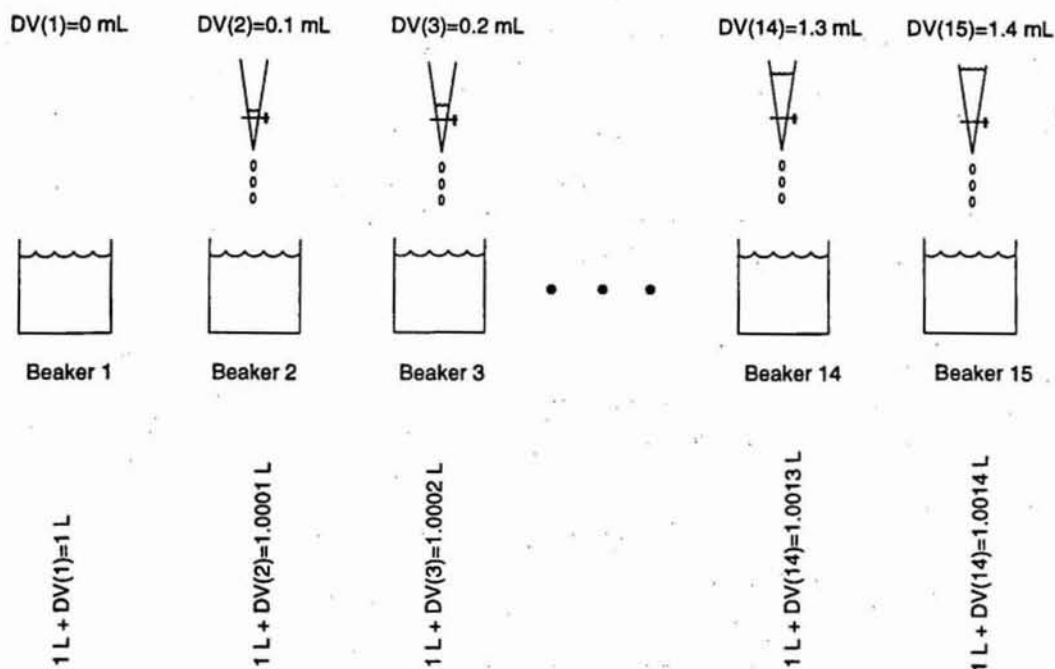 DV(1)=0 mL
DV(2)=0.1 mL
DV(3)=0.2 mL
DV(14)=1.3 mL
DV(15)=1.4 mL
Beaker 1
Beaker 2
Beaker 3
Beaker 14
Beaker 15
1 L + DV(1)=1 L
1 L + DV(2)=1.0001 L
1 L + DV(3)=1.0002 L
1 L + DV(14)=1.0013 L
1 L + DV(14)=1.0014 L